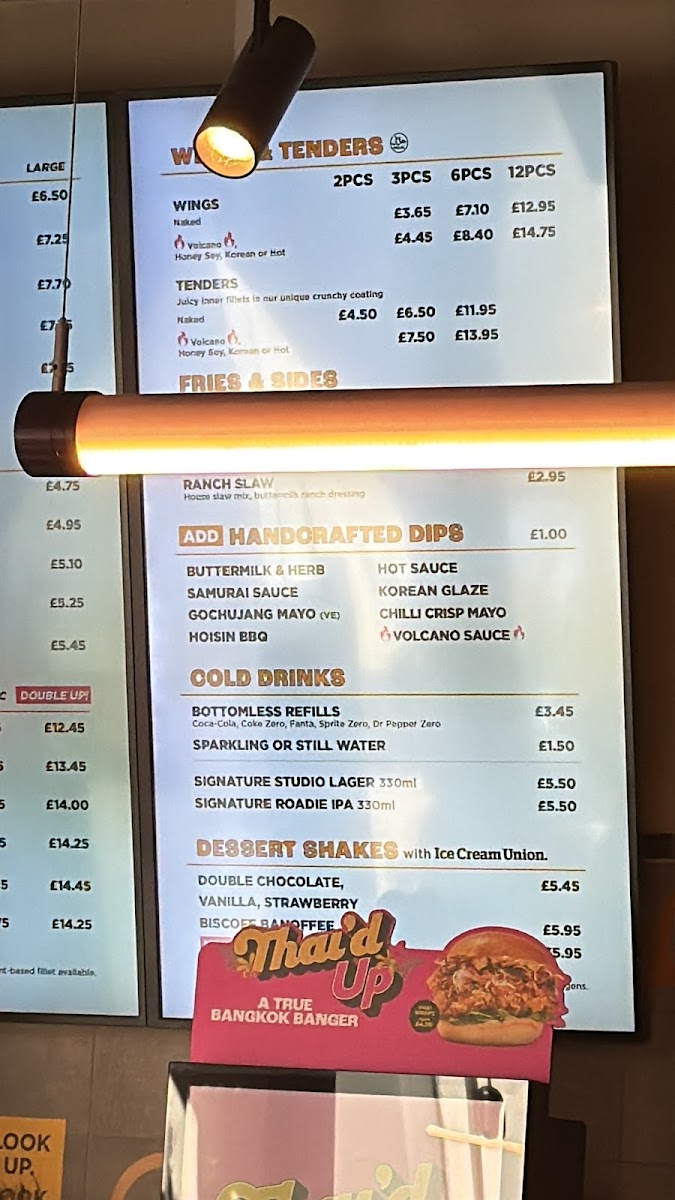 LARGE
£6.50
£7.25
£4.75
£4.95
£5.10
£5.25
£5.45
DOUBLE UP!
£12.45
£13.45
£14.00
£14.25
£14.45
£14.25
fillet available.
& TENDERS
2PCS 3PCS 6PCS 12PCS
WINGS
Naked £3.65 £7.10 £12.95
Volcano, £4.45 £8.40 £14.75
Honey Soy, Korean or Hot
TENDERS
Juicy inner fillets in our unique crunchy coating
Naked £4.50 £6.50 £11.95
Volcano, £7.50 £13.95
Honey Soy, Korean or Hot
FRIES & SIDES
RANCH SLAW £2.95
House slaw mix, buttermilk ranch dressing
ADD HANDCRAFTED DIPS £1.00
BUTTERMILK & HERB HOT SAUCE
SAMURAI SAUCE KOREAN GLAZE
GOCHUJANG MAYO (VE) CHILLI CRISP MAYO
HOISIN BBQ VOLCANO SAUCE
COLD DRINKS
BOTTOMLESS REFILLS £3.45
Coca-Cola, Coke Zero, Fanta, Sprite Zero, Dr Pepper Zero
SPARKLING OR STILL WATER £1.50
SIGNATURE STUDIO LAGER 330ml £5.50
SIGNATURE ROADIE IPA 330ml £5.50
DESSERT SHAKES with Ice Cream Union.
DOUBLE CHOCOLATE, £5.45
VANILLA, STRAWBERRY
BISCOFF BANOFFEE £5.95
Thai'd
Up
A TRUE
BANGKOK BANGER
LOOK
UP.
Thai'd